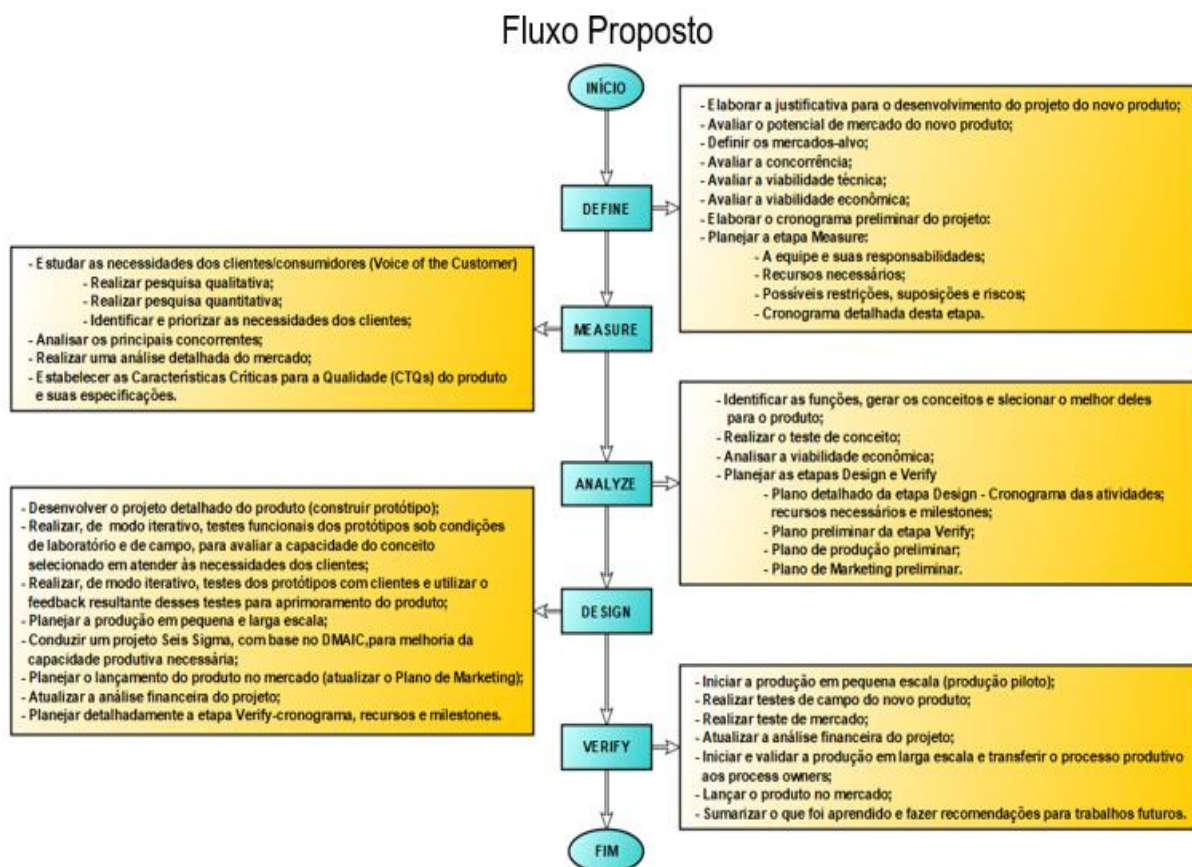 Fluxo Proposto
INÍCIO
- Elaborar a justificativa para o desenvolvimento do projeto do novo produto;
- Avaliar o potencial de mercado do novo produto;
- Definir os mercados-alvo;
- Avaliar a concorrência;
- Avaliar a viabilidade técnica;
- Avaliar a viabilidade econômica;
- Elaborar o cronograma preliminar do projeto:
- Planejar a etapa Measure:
- A equipe e suas responsabilidades;
- Recursos necessários;
- Possíveis restrições, suposições e riscos;
- Cronograma detalhada desta etapa.
DEFINE
- Estudar as necessidades dos clientes/consumidores (Voice of the Customer)
- Realizar pesquisa qualitativa;
- Realizar pesquisa quantitativa;
- Identificar e priorizar as necessidades dos clientes;
- Analisar os principais concorrentes;
- Realizar uma análise detalhada do mercado;
- Estabelecer as Características Críticas para a Qualidade (CTQs) do produto
e suas especificações.
MEASURE
- Identificar as funções, gerar os conceitos e slecionar o melhor deles
para o produto;
- Realizar o teste de conceito;
- Analisar a viabilidade econômica;
- Planejar as etapas Design e Verify
- Plano detalhado da etapa Design - Cronograma das atividades;
recursos necessários e milestones;
- Plano preliminar da etapa Verify;
- Plano de produção preliminar;
- Plano de Marketing preliminar.
ANALYZE
- Desenvolver o projeto detalhado do produto (construir protótipo);
- Realizar, de modo iterativo, testes funcionais dos protótipos sob condições
de laboratório e de campo, para avaliar a capacidade do conceito
selecionado em atender às necessidades dos clientes;
- Realizar, de modo iterativo, testes dos protótipos com clientes e utilizar o
feedback resultante desses testes para aprimoramento do produto;
- Planejar a produção em pequena e larga escala;
- Conduzir um projeto Seis Sigma, com base no DMAIC,para melhoria da
capacidade produtiva necessária;
- Planejar o lançamento do produto no mercado (atualizar o Plano de Marketing);
- Atualizar a análise financeira do projeto;
- Planejar detalhadamente a etapa Verify-cronograma, recursos e milestones.
DESIGN
- Iniciar a produção em pequena escala (produção piloto);
- Realizar testes de campo do novo produto;
- Realizar teste de mercado;
- Atualizar a análise financeira do projeto;
- Iniciar e validar a produção em larga escala e transferir o processo produtivo
aos process owners;
- Lançar o produto no mercado;
- Sumarizar o que foi aprendido e fazer recomendações para trabalhos futuros.
VERIFY
FIM